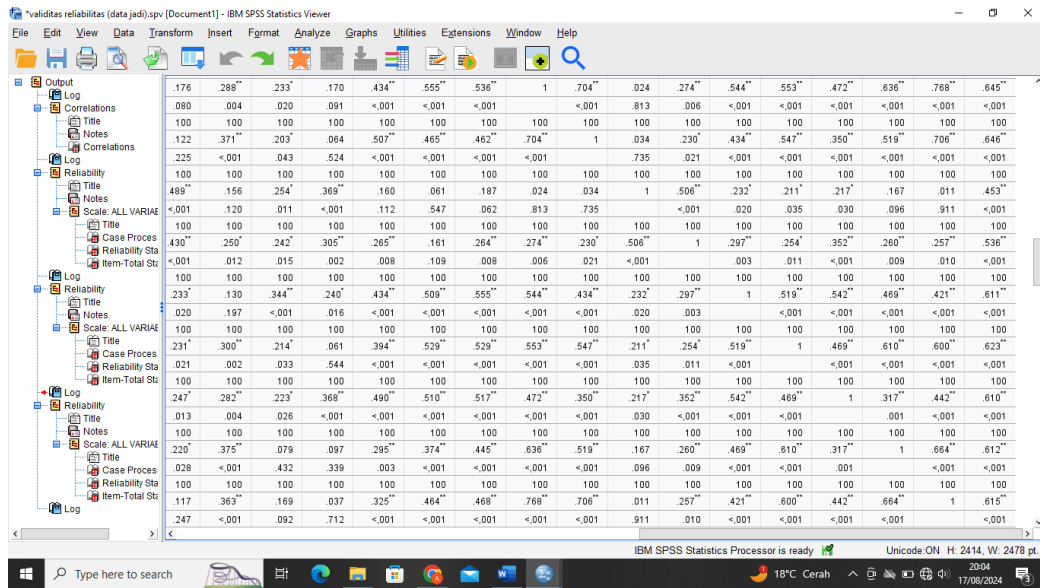 *validitas reliabilitas (data jadi).spv [Document1] - IBM SPSS Statistics Viewer
File Edit View Data Transform Insert Format Analyze Graphs Utilities Extensions Window Help
Output
Log
Correlations
Title
Notes
Correlations
Log
Reliability
Title
Notes
Scale: ALL VARIAE
Title
Case Proces
Reliability Sta
Item-Total Sta
Log
Reliability
Title
Notes
Scale: ALL VARIAE
Title
Case Proces
Reliability Sta
Item-Total Sta
Log
Reliability
Title
Notes
Scale: ALL VARIAE
Title
Case Proces
Reliability Sta
Item-Total Sta
Log
.176 .288** .233* .170 .434** .555** .536** 1 .704** .024 .274** .544** .553** .472** .636** .768** .645**
.080 .004 .020 .091 <,001 <,001 <,001 <,001 .813 .006 <,001 <,001 <,001 <,001 <,001 <,001
100 100 100 100 100 100 100 100 100 100 100 100 100 100 100 100 100
.122 .371** .203* .064 .507** .465** .462** .704** 1 .034 .230* .434** .547** .350** .519** .706** .646**
.225 <,001 .043 .524 <,001 <,001 <,001 <,001 .735 .021 <,001 <,001 <,001 <,001 <,001 <,001
100 100 100 100 100 100 100 100 100 100 100 100 100 100 100 100 100
.489** .156 .254* .369** .160 .061 .187 .024 .034 1 .506** .232* .211* .217* .167 .011 .453**
<,001 .120 .011 <,001 .112 .547 .062 .813 .735 <,001 .020 .035 .030 .096 .911 <,001
100 100 100 100 100 100 100 100 100 100 100 100 100 100 100 100 100
.430** .250* .242* .305** .265** .161 .264** .274** .230* .506** 1 .297** .254* .352** .260** .257** .536**
<,001 .012 .015 .002 .008 .109 .008 .006 .021 <,001 .003 .011 <,001 .009 .010 <,001
100 100 100 100 100 100 100 100 100 100 100 100 100 100 100 100 100
.233* .130 .344** .240* .434** .509** .555** .544** .434** .232* .297** 1 .519** .542** .469** .421** .611**
.020 .197 <,001 .016 <,001 <,001 <,001 <,001 <,001 .020 .003 <,001 <,001 <,001 <,001 <,001
100 100 100 100 100 100 100 100 100 100 100 100 100 100 100 100 100
.231* .300** .214* .061 .394** .529** .529** .553** .547** .211* .254* .519** 1 .469** .610** .600** .623**
.021 .002 .033 .544 <,001 <,001 <,001 <,001 <,001 .035 .011 <,001 <,001 <,001 <,001 <,001
100 100 100 100 100 100 100 100 100 100 100 100 100 100 100 100 100
.247* .282** .223* .368** .490** .510** .517** .472** .350** .217* .352** .542** .469** 1 .317** .442** .610**
.013 .004 .026 <,001 <,001 <,001 <,001 <,001 <,001 .030 <,001 <,001 <,001 .001 <,001 <,001
100 100 100 100 100 100 100 100 100 100 100 100 100 100 100 100 100
.220* .375** .079 .097 .295** .374** .445** .636** .519** .167 .260** .469** .610** .317** 1 .664** .612**
.028 <,001 .432 .339 .003 <,001 <,001 <,001 <,001 .096 .009 <,001 <,001 .001 <,001 <,001
100 100 100 100 100 100 100 100 100 100 100 100 100 100 100 100 100
.117 .363** .169 .037 .325** .464** .468** .768** .706** .011 .257** .421** .600** .442** .664** 1 .615**
.247 <,001 .092 .712 <,001 <,001 <,001 <,001 <,001 .911 .010 <,001 <,001 <,001 <,001 <,001
IBM SPSS Statistics Processor is ready Unicode:ON H: 2414, W: 2478 pt.
Type here to search
18°C Cerah
20:04
17/08/2024
3